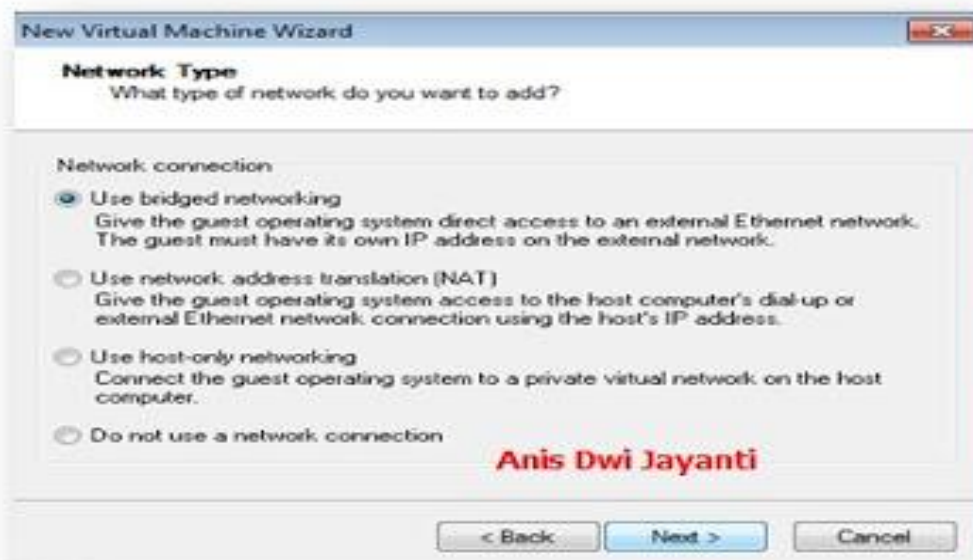 New Virtual Machine Wizard
Network Type
What type of network do you want to add?
Network connection
Use bridged networking
Give the guest operating system direct access to an external Ethernet network.
The guest must have its own IP address on the external network.
Use network address translation (NAT)
Give the guest operating system access to the host computer's dial-up or
external Ethernet network connection using the host's IP address.
Use host-only networking
Connect the guest operating system to a private virtual network on the host
computer.
Do not use a network connection
Anis Dwi Jayanti
< Back Next > Cancel